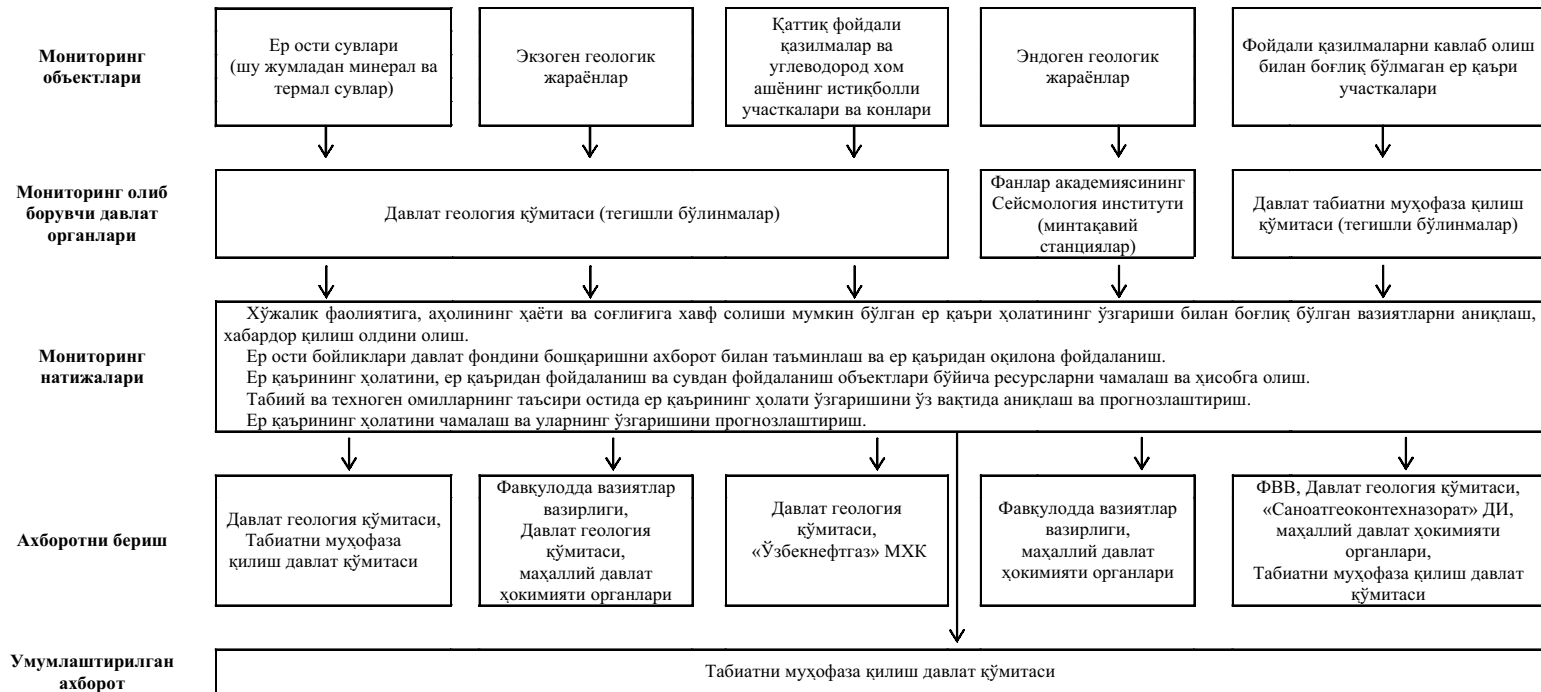 Мониторинг
объектлари
Ер ости сувлари
(шу жумладан минерал ва
термал сувлар)
Экзоген геологик
жараёнлар
Қаттиқ фойдали
қазилмалар ва
углеводород хом
ашёнинг истиқболли
участкалари ва конлари
Эндоген геологик
жараёнлар
Фойдали қазилмаларни кавлаб олиш
билан боғлиқ бўлмаган ер қаъри
участкалари
Мониторинг олиб
борувчи давлат
органлари
Давлат геология қўмитаси (тегишли бўлинмалар)
Фанлар академиясининг
Сейсмология институти
(минтақавий
станциялар)
Давлат табиатни муҳофаза қилиш
қўмитаси (тегишли бўлинмалар)
Мониторинг
натижалари
Хўжалик фаолиятига, аҳолининг ҳаёти ва соғлиғига хавф солиши мумкин бўлган ер қаъри ҳолатининг ўзгариши билан боғлиқ бўлган вазиятларни аниқлаш,
хабардор қилиш олдини олиш.
Ер ости бойликлари давлат фондини бошқаришни ахборот билан таъминлаш ва ер қаъридан оқилона фойдаланиш.
Ер қаърининг ҳолатини, ер қаъридан фойдаланиш ва сувдан фойдаланиш объектлари бўйича ресурсларни чамалаш ва ҳисобга олиш.
Табиий ва техноген омилларнинг таъсири остида ер қаърининг ҳолати ўзгаришини ўз вақтида аниқлаш ва прогнозлаштириш.
Ер қаърининг ҳолатини чамалаш ва уларнинг ўзгаришини прогнозлаштириш.
Ахборотни бериш
Давлат геология қўмитаси,
Табиатни муҳофаза
қилиш давлат қўмитаси
Фавқулодда вазиятлар
вазирлиги,
Давлат геология
қўмитаси,
маҳаллий давлат
ҳокимияти органлари
Давлат геология
қўмитаси,
«Ўзбекнефтгаз» МХК
Фавқулодда вазиятлар
вазирлиги,
маҳаллий давлат
ҳокимияти органлари
ФВВ, Давлат геология қўмитаси,
«Саноатгеоконтехназорат» ДИ,
маҳаллий давлат ҳокимияти
органлари,
Табиатни муҳофаза қилиш давлат
қўмитаси
Умумлаштирилган
ахборот
Табиатни муҳофаза қилиш давлат қўмитаси